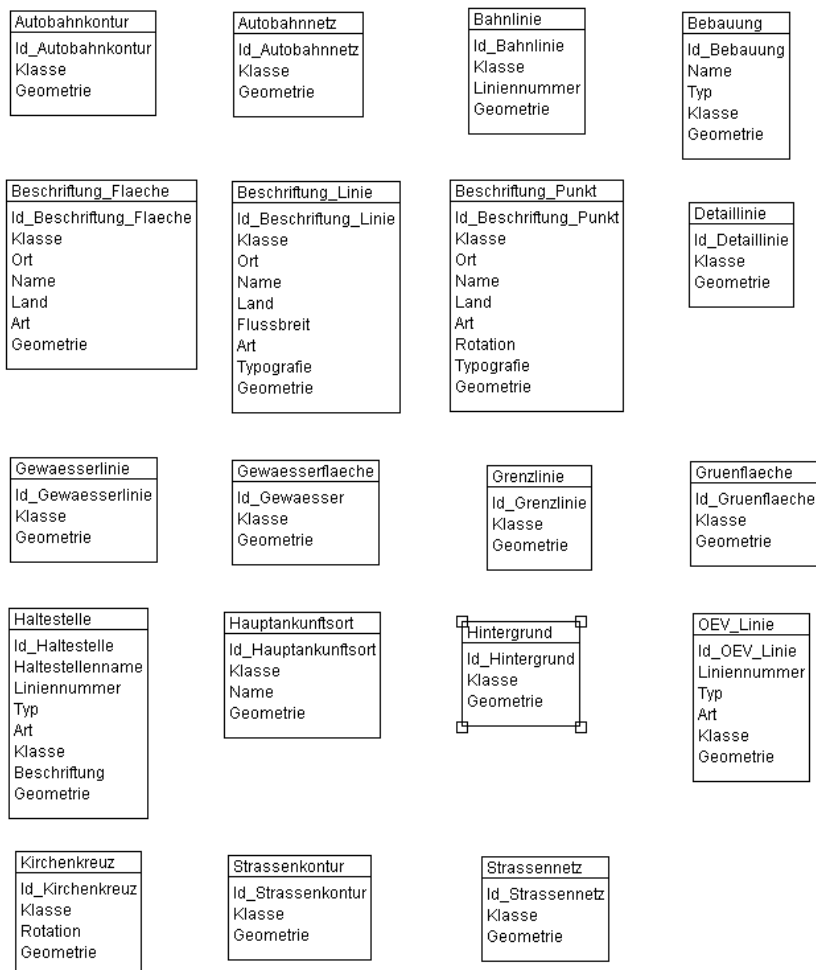 Autobahnkontur
Id_Autobahnkontur
Klasse
Geometrie
Autobahnnetz
Id_Autobahnnetz
Klasse
Geometrie
Bahnlinie
Id_Bahnlinie
Klasse
Liniennummer
Geometrie
Bebauung
Id_Bebauung
Name
Typ
Klasse
Geometrie
Beschriftung_Flaeche
Id_Beschriftung_Flaeche
Klasse
Ort
Name
Land
Art
Geometrie
Beschriftung_Linie
Id_Beschriftung_Linie
Klasse
Ort
Name
Land
Flussbreit
Art
Typografie
Geometrie
Beschriftung_Punkt
Id_Beschriftung_Punkt
Klasse
Ort
Name
Land
Art
Rotation
Typografie
Geometrie
Detaillinie
Id_Detaillinie
Klasse
Geometrie
Gewaesserlinie
Id_Gewaesserlinie
Klasse
Geometrie
Gewaesserflaeche
Id_Gewaesser
Klasse
Geometrie
Grenzlinie
Id_Grenzlinie
Klasse
Geometrie
Gruenflaeche
Id_Gruenflaeche
Klasse
Geometrie
Haltestelle
Id_Haltestelle
Haltestellenname
Liniennummer
Typ
Art
Klasse
Beschriftung
Geometrie
Hauptankunftsort
Id_Hauptankunftsort
Klasse
Name
Geometrie
Hintergrund
Id_Hintergrund
Klasse
Geometrie
OEV_Linie
Id_OEV_Linie
Liniennummer
Typ
Art
Klasse
Geometrie
Kirchenkreuz
Id_Kirchenkreuz
Klasse
Rotation
Geometrie
Strassenkontur
Id_Strassenkontur
Klasse
Geometrie
Strassennetz
Id_Strassennetz
Klasse
Geometrie